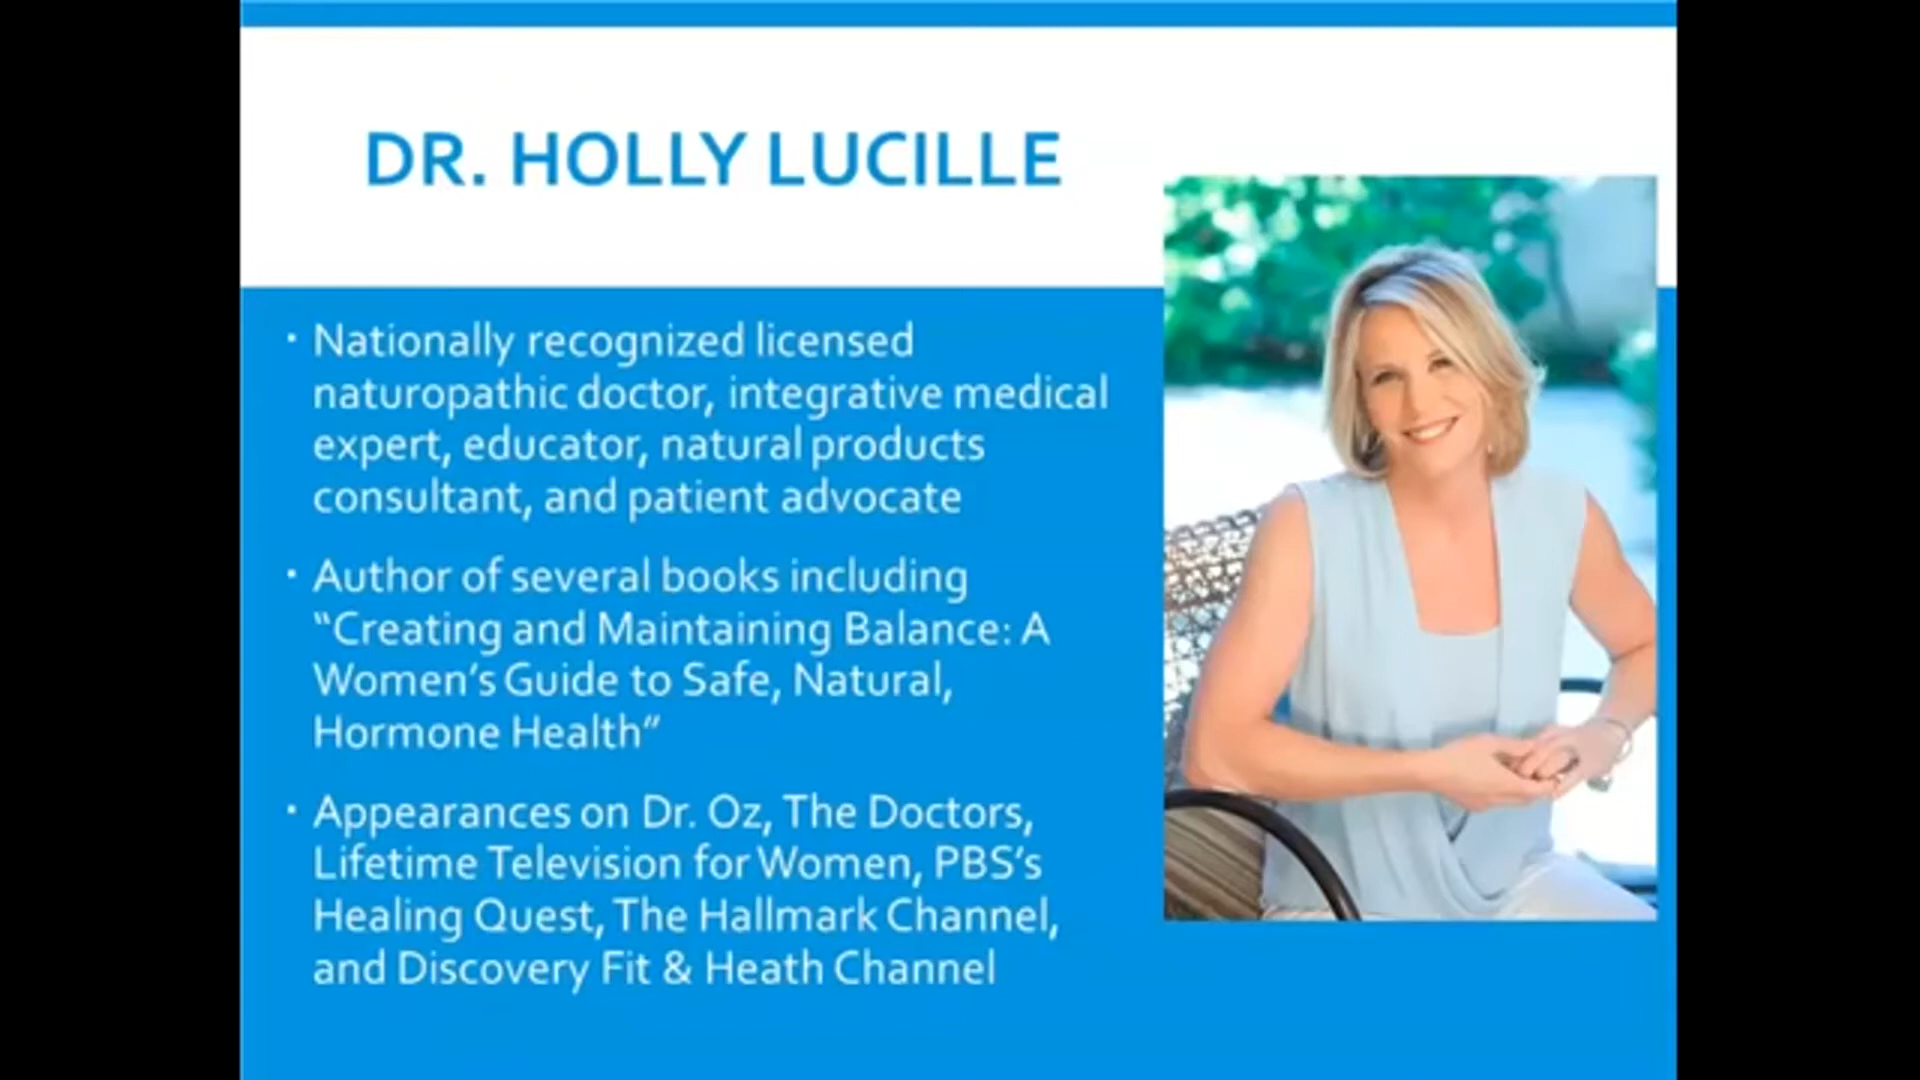 DR. HOLLY LUCILLE
· Nationally recognized licensed
naturopathic doctor, integrative medical
expert, educator, natural products
consultant, and patient advocate
· Author of several books including
“Creating and Maintaining Balance: A
Women’s Guide to Safe, Natural,
Hormone Health”
· Appearances on Dr. Oz, The Doctors,
Lifetime Television for Women, PBS’s
Healing Quest, The Hallmark Channel,
and Discovery Fit & Heath Channel